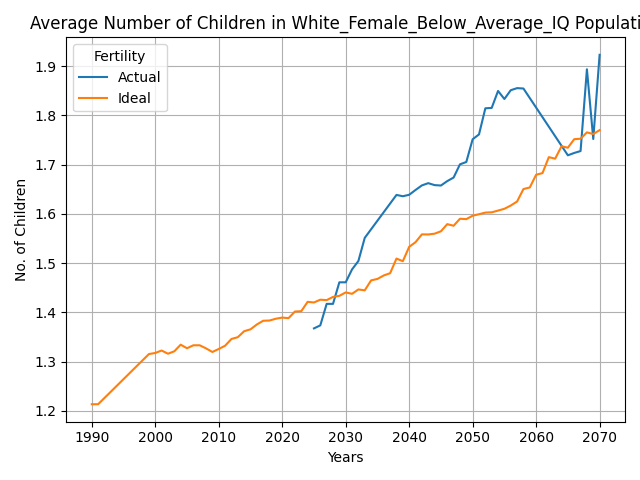 Average Number of Children in White_Female_Below_Average_IQ Populati
Fertility
Actual
Ideal
No. of Children
1.9
1.8
1.7
1.6
1.5
1.4
1.3
1.2
1990 2000 2010 2020 2030 2040 2050 2060 2070
Years